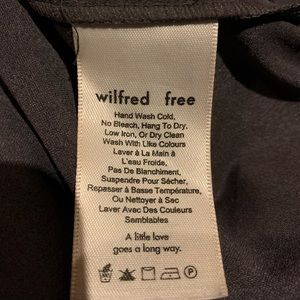 wilfred free
Hand Wash Cold,
No Bleach, Hang To Dry,
Low Iron, Or Dry Clean
Wash With Like Colours
Laver à La Main à
L'eau Froide,
Pas De Blanchiment,
Suspendre Pour Sécher,
Repasser à Basse Température,
Ou Nettoyer à Sec
Laver Avec Des Couleurs
Semblables
A little love
goes a long way.
P